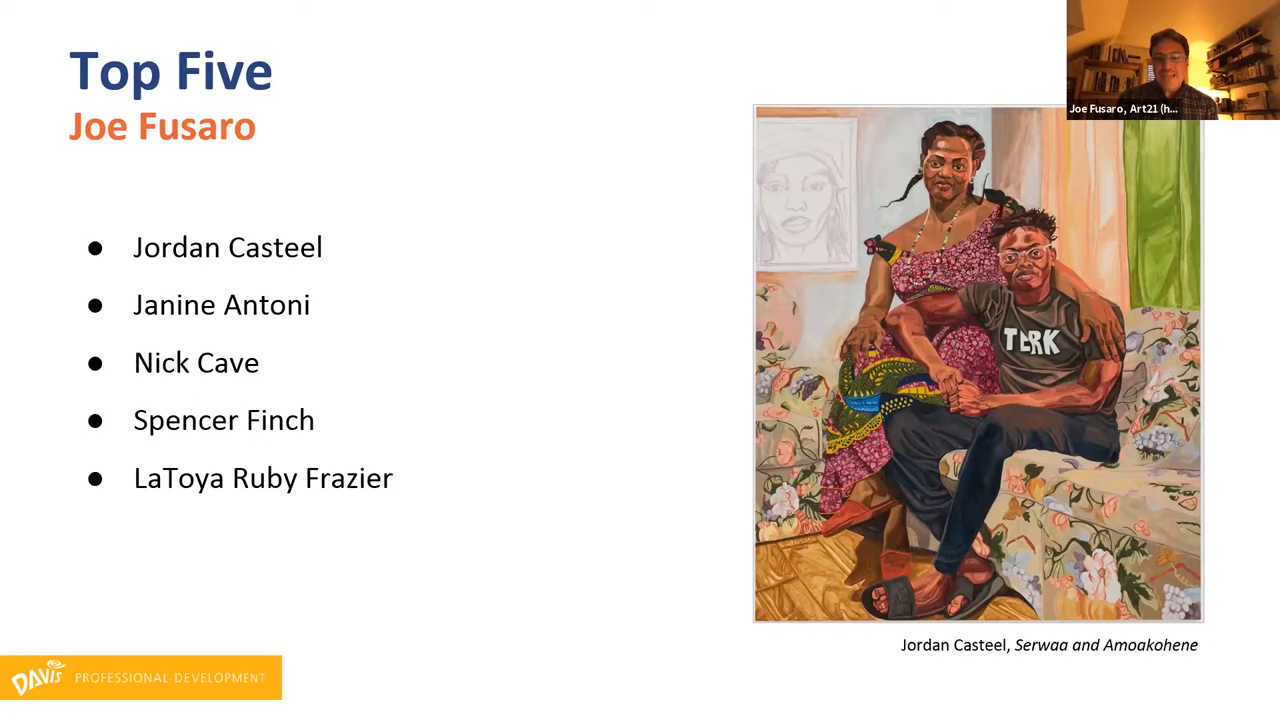 Top Five
Joe Fusaro
● Jordan Casteel
● Janine Antoni
● Nick Cave
● Spencer Finch
● LaToya Ruby Frazier
Joe Fusaro, Art21 (h...
Jordan Casteel, Serwaa and Amoakohene
DAVIS PROFESSIONAL DEVELOPMENT